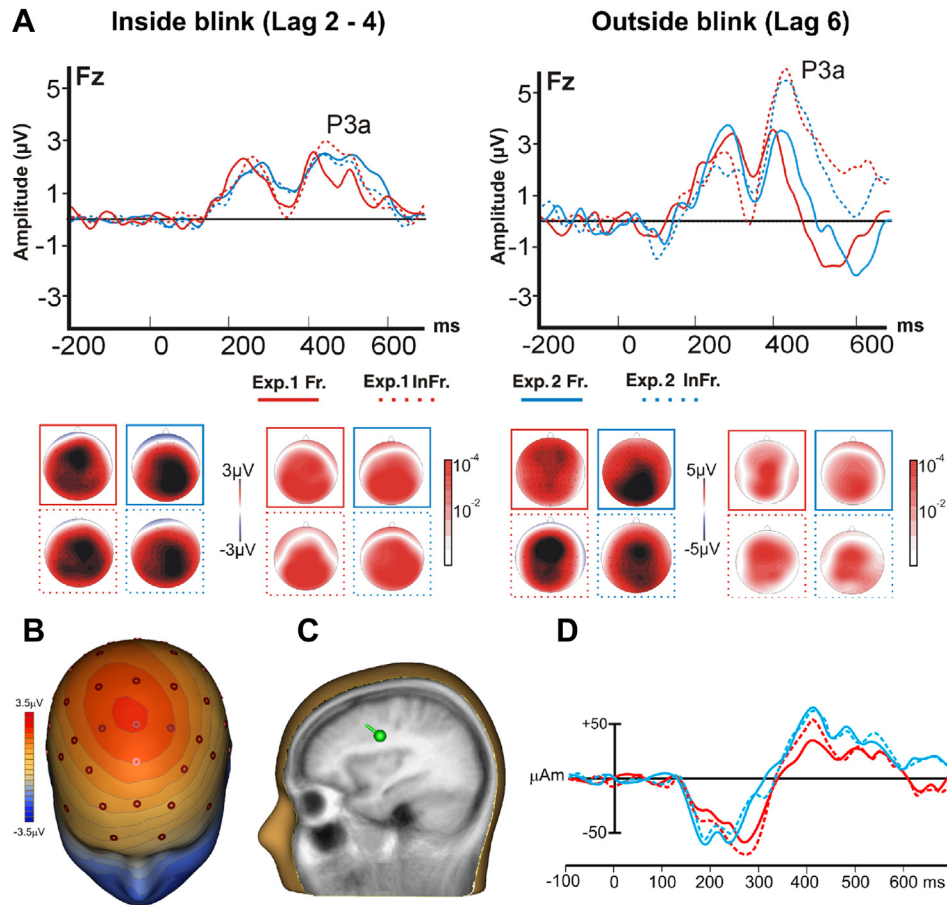 A
Inside blink (Lag 2 - 4)
Outside blink (Lag 6)
Fz
P3a
Amplitude (µV)
5
3
1
-1
-3
ms
-200 0 200 400 600
Fz
P3a
Amplitude (µV)
5
3
1
-1
-3
ms
-200 0 200 400 600
Exp.1 Fr.
Exp.1 InFr.
Exp.2 Fr.
Exp.2 InFr.
3µV
-3µV
10-4
10-2
5µV
-5µV
10-4
10-2
B
3.5µV
-3.5µV
C
D
+50
µAm
-50
-100 0 100 200 300 400 500 600 ms